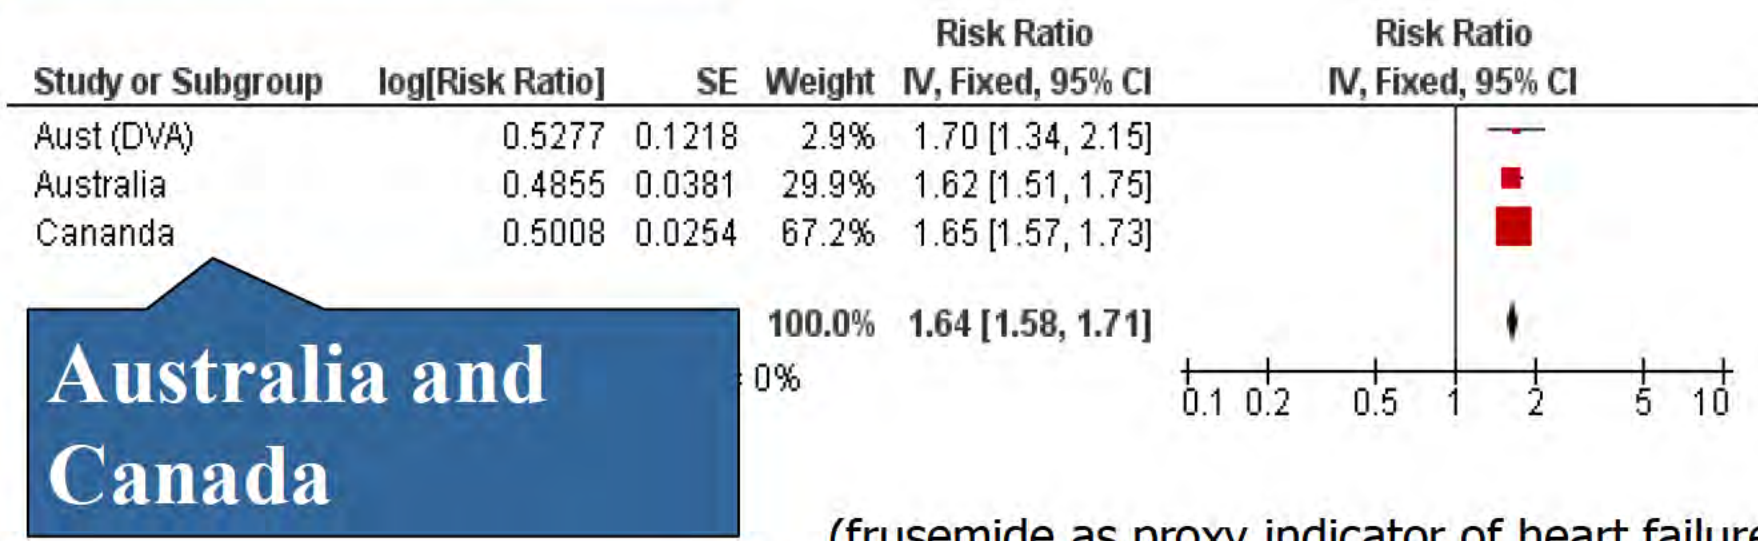 Risk Ratio Risk Ratio
Study or Subgroup log[Risk Ratio] SE Weight IV, Fixed, 95% CI IV, Fixed, 95% CI
Aust (DVA) 0.5277 0.1218 2.9% 1.70 [1.34, 2.15]
Australia 0.4855 0.0381 29.9% 1.62 [1.51, 1.75]
Cananda 0.5008 0.0254 67.2% 1.65 [1.57, 1.73]
100.0% 1.64 [1.58, 1.71]
= 0%
0.1 0.2 0.5 1 2 5 10
Australia and
Canada
(frusemide as proxy indicator of heart failure